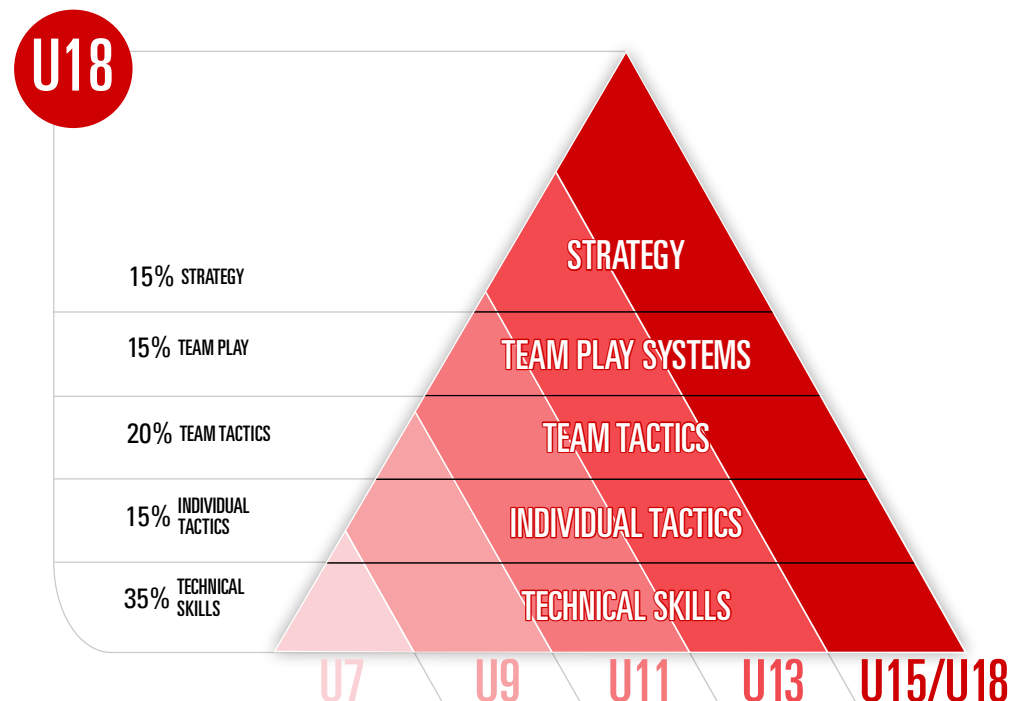 U18
STRATEGY
15% STRATEGY
15% TEAM PLAY
TEAM PLAY SYSTEMS
20% TEAM TACTICS
TEAM TACTICS
15% INDIVIDUAL
TACTICS
INDIVIDUAL TACTICS
35% TECHNICAL
SKILLS
TECHNICAL SKILLS
U7 U9 U11 U13 U15/U18